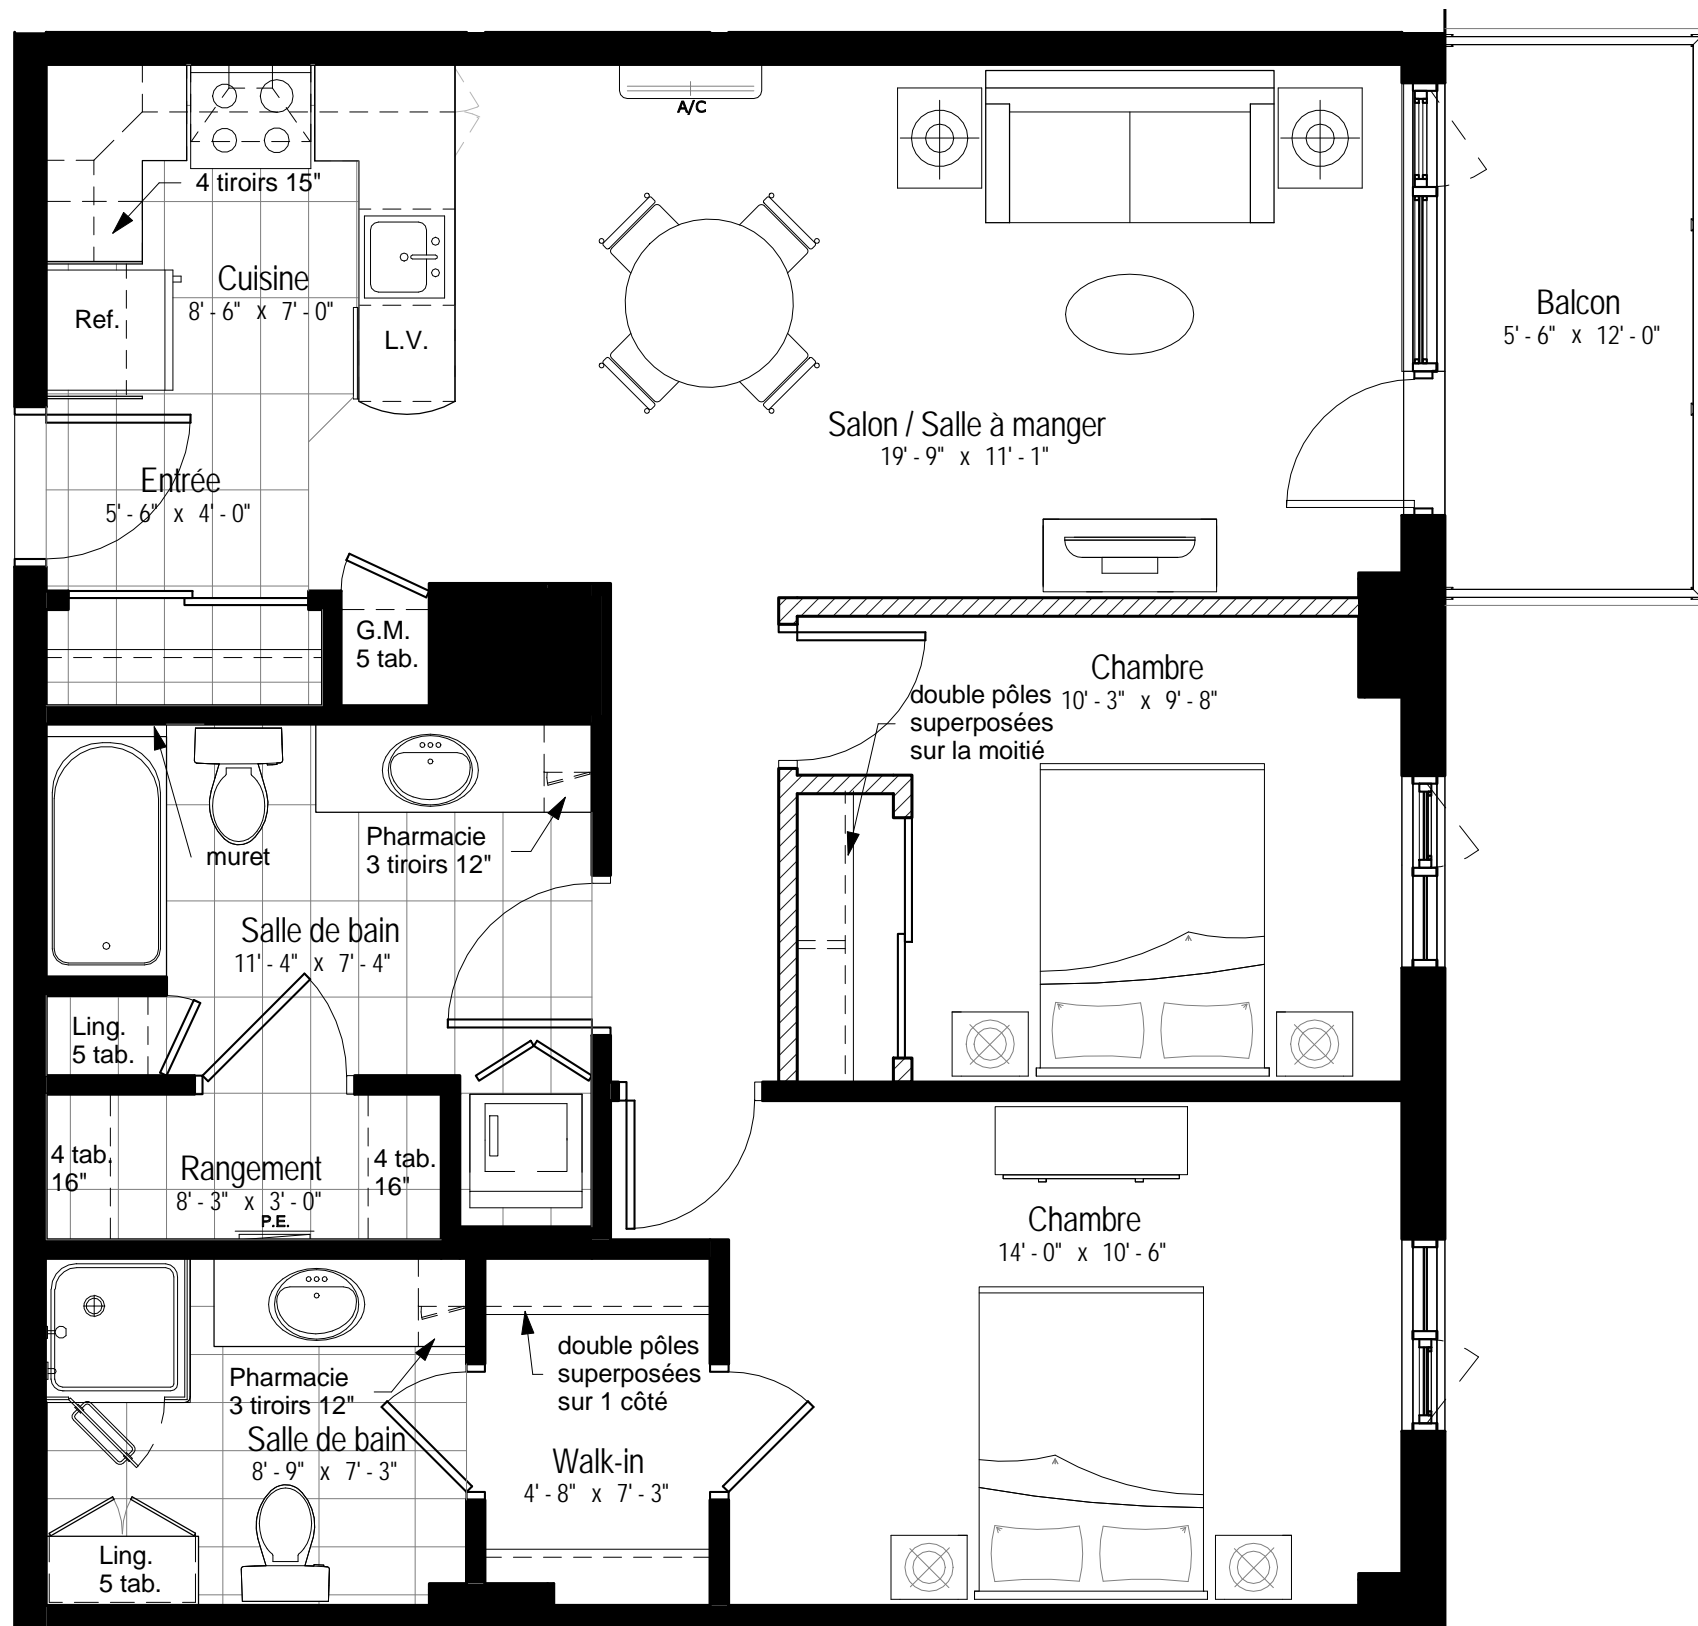 A/C
4 tiroirs 15"
Cuisine
8' - 6" x 7' - 0"
Ref.
L.V.
Balcon
5' - 6" x 12' - 0"
Salon / Salle à manger
19' - 9" x 11' - 1"
Entrée
5' - 6" x 4' - 0"
G.M.
5 tab.
Chambre
10' - 3" x 9' - 8"
double pôles
superposées
sur la moitié
Pharmacie
3 tiroirs 12"
muret
Salle de bain
11' - 4" x 7' - 4"
Ling.
5 tab.
4 tab.
16"
Rangement
8' - 3" x 3' - 0"
P.E.
4 tab.
16"
Chambre
14' - 0" x 10' - 6"
double pôles
superposées
sur 1 côté
Pharmacie
3 tiroirs 12"
Salle de bain
8' - 9" x 7' - 3"
Walk-in
4' - 8" x 7' - 3"
Ling.
5 tab.